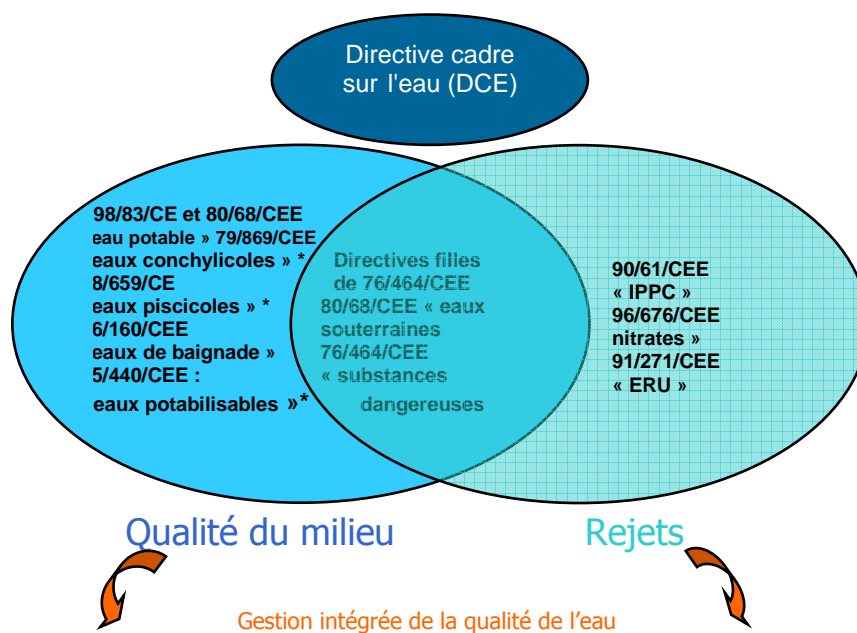 Directive cadre
sur l'eau (DCE)
98/83/CE et 80/68/CEE
eau potable » 79/869/CEE
eaux conchylicoles » *
8/659/CE
eaux piscicoles » *
6/160/CEE
eaux de baignade »
5/440/CEE :
eaux potabilisables »*
Directives filles
de 76/464/CEE
80/68/CEE « eaux
souterraines
76/464/CEE
« substances
dangereuses
90/61/CEE
« IPPC »
96/676/CEE
nitrates »
91/271/CEE
« ERU »
Qualité du milieu
Rejets
Gestion intégrée de la qualité de l'eau